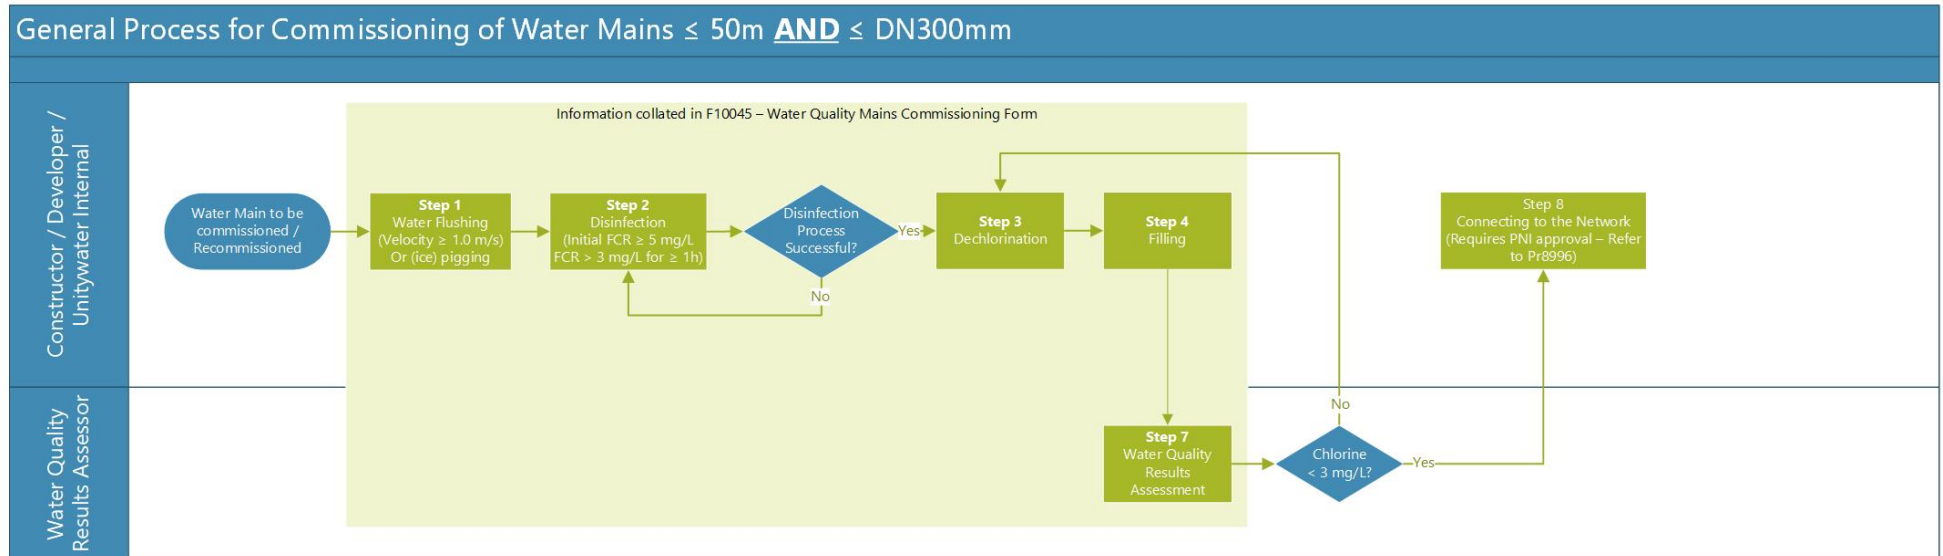 General Process for Commissioning of Water Mains ≤ 50m AND ≤ DN300mm
Constructor / Developer /
Unitywater Internal
Information collated in F10045 – Water Quality Mains Commissioning Form
Water Main to be
commissioned /
Recommissioned
Step 1
Water Flushing
(Velocity ≥ 1.0 m/s)
Or (ice) pigging
Step 2
Disinfection
(Initial FCR ≥ 5 mg/L
FCR > 3 mg/L for ≥ 1h)
Disinfection
Process
Successful?
Yes
No
Step 3
Dechlorination
Step 4
Filling
Step 8
Connecting to the Network
(Requires PNI approval – Refer
to Pr8996)
Water Quality
Results Assessor
Step 7
Water Quality
Results
Assessment
Chlorine
< 3 mg/L?
No
Yes